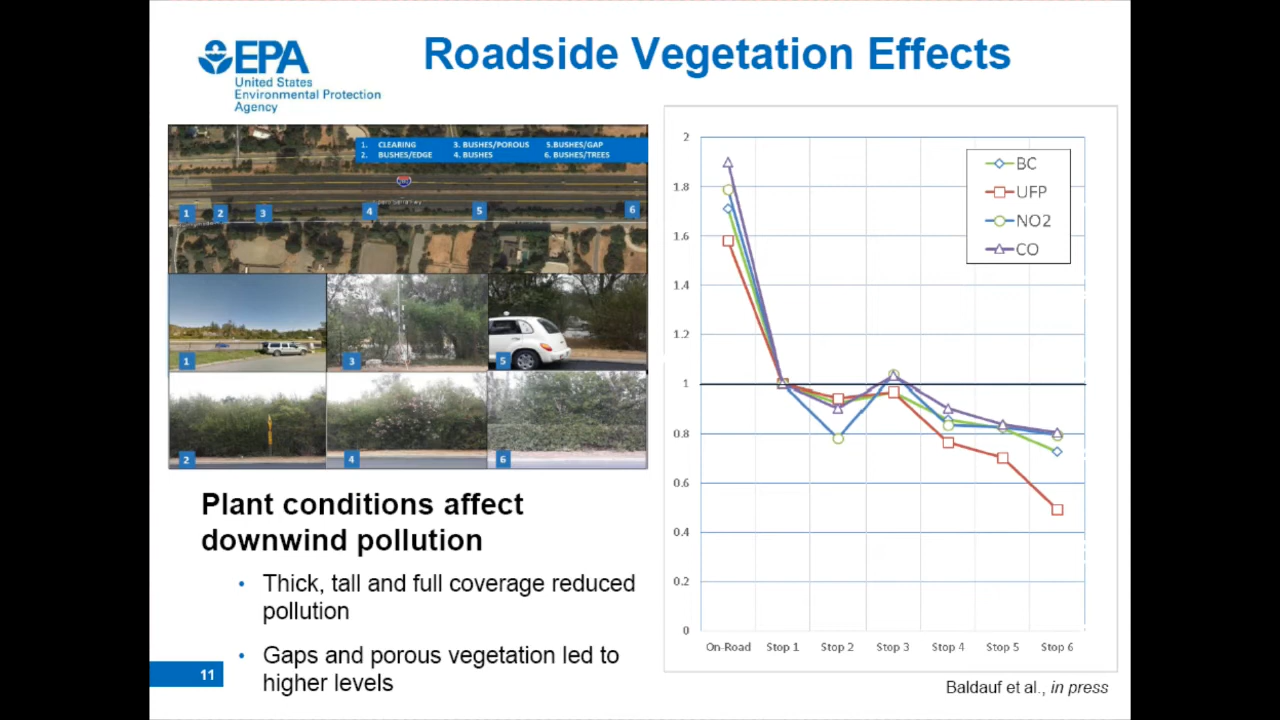 EPA
United States
Environmental Protection
Agency
Roadside Vegetation Effects
1. CLEARING 3. BUSHES/POROUS 5.BUSHES/GAP
2. BUSHES/EDGE 4. BUSHES 6. BUSHES/TREES
1 2 3 4 5 6
1 3 5
2 4 6
Plant conditions affect
downwind pollution
• Thick, tall and full coverage reduced
pollution
• Gaps and porous vegetation led to
higher levels
11
2
1.8
1.6
1.4
1.2
1
0.8
0.6
0.4
0.2
0
BC
UFP
NO2
CO
On-Road Stop 1 Stop 2 Stop 3 Stop 4 Stop 5 Stop 6
Baldauf et al., in press